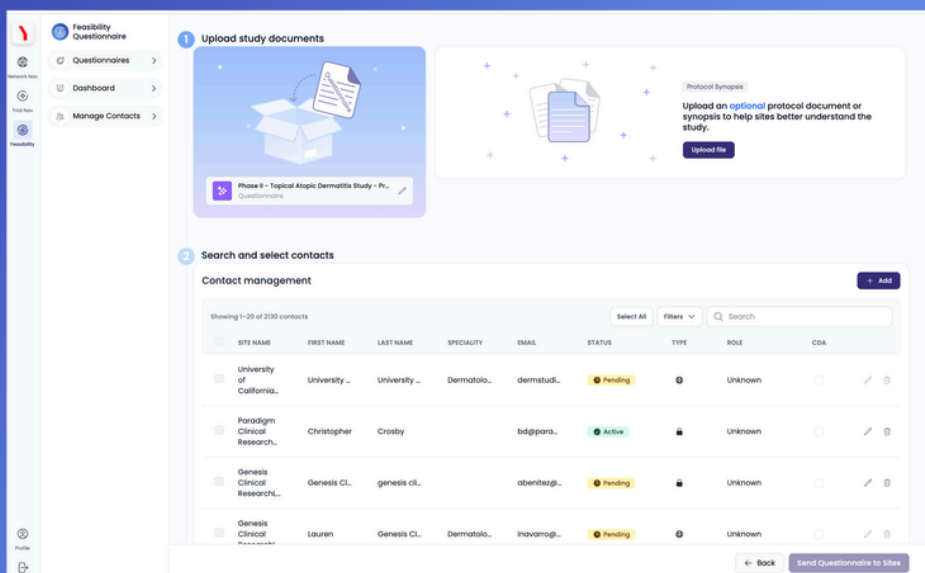 Network Nav
Trial Nav
Feasibility
Profile
Feasibility
Questionnaire
Questionnaires
Dashboard
Manage Contacts
1 Upload study documents
Questionnaire
Phase II - Topical Atopic Dermatitis Study - Pr...
Questionnaire
Protocol Synopsis
Upload an optional protocol document or
synopsis to help sites better understand the
study.
Upload file
2 Search and select contacts
Contact management
+ Add
Showing 1-20 of 2130 contacts
Select All Filters Search
SITE NAME FIRST NAME LAST NAME SPECIALITY EMAIL STATUS TYPE ROLE CDA
University
of
California... University ... University ... Dermatolo... dermstudi... Pending Unknown
Paradigm
Clinical
Research... Christopher Crosby bd@para... Active Unknown
Genesis
Clinical
Researchl... Genesis Cl... genesis cli... abenitez@... Pending Unknown
Genesis
Clinical
Lauren Genesis Cl... Dermatolo... lnavarro@... Pending Unknown
← Back Send Questionnaire to Sites